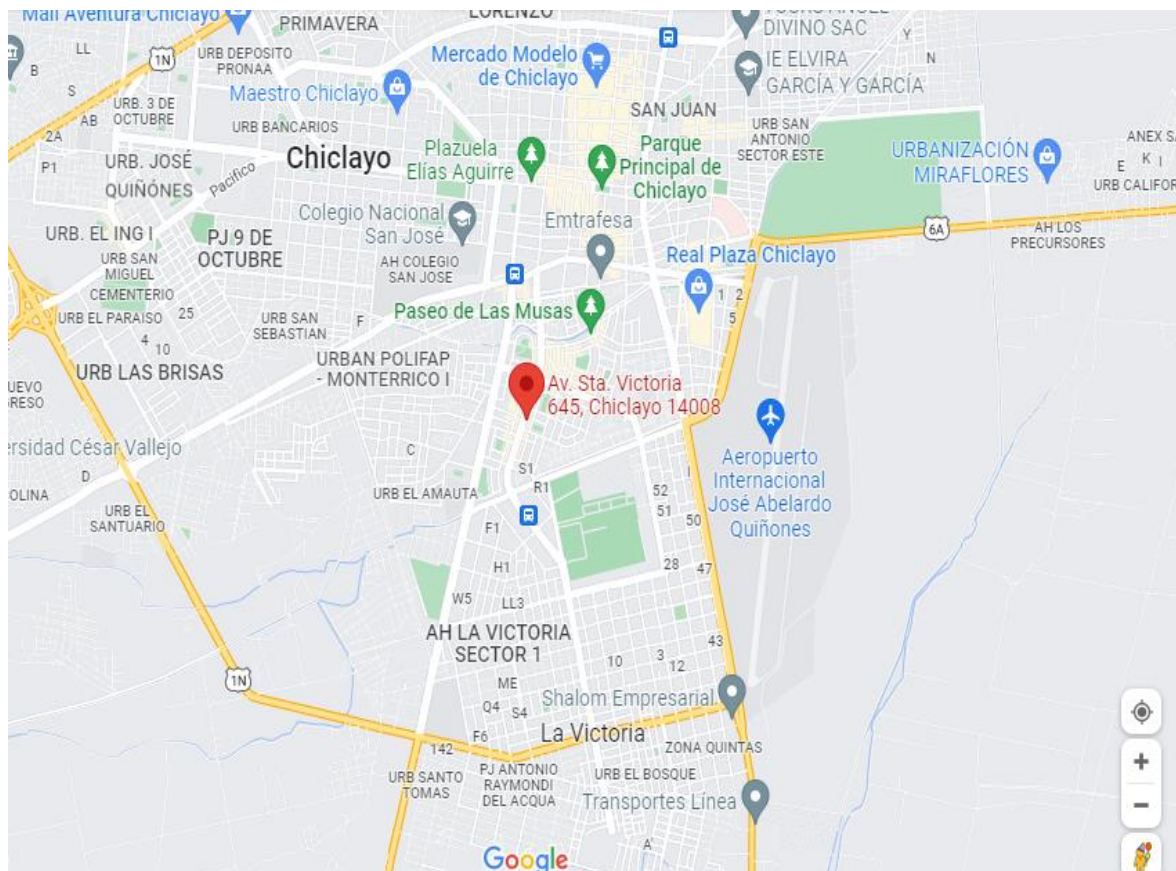 Mall Aventura Chiclayo
PRIMAVERA
LORENZO
DIVINO SAC
LL
1N
URB DEPOSITO
PRONAA
Mercado Modelo
de Chiclayo
IE ELVIRA
GARCÍA Y GARCÍA
Y
N
B
S
Maestro Chiclayo
URB. 3 DE
OCTUBRE
AB
2A
URB BANCARIOS
SAN JUAN
URB SAN
ANTONIO
SECTOR ESTE
ANEX SA
E
K
I
URB CALIFOR
P1
URB. JOSÉ
QUIÑÓNES
Pacífico
Chiclayo
Plazuela
Elías Aguirre
Parque
Principal de
Chiclayo
URBANIZACIÓN
MIRAFLORES
Colegio Nacional
San José
Emtrafesa
6A
AH LOS
PRECURSORES
URB. EL ING I
PJ 9 DE
OCTUBRE
AH COLEGIO
SAN JOSE
Real Plaza Chiclayo
URB SAN
MIGUEL
CEMENTERIO
25
URB EL PARAISO
URB SAN
SEBASTIAN
F
Paseo de Las Musas
1
2
5
4
10
URB LAS BRISAS
URBAN POLIFAP
- MONTERRICO I
UEVO
GRESO
Av. Sta. Victoria
645, Chiclayo 14008
ersidad César Vallejo
C
D
OLINA
URB EL
SANTUARIO
URB EL AMAUTA
S1
R1
Aeropuerto
Internacional
José Abelardo
Quiñones
52
51
50
F1
H1
28
47
W5
LL3
AH LA VICTORIA
SECTOR 1
43
10
3
12
1N
ME
Q4
S4
Shalom Empresarial
F6
La Victoria
142
ZONA QUINTAS
URB SANTO
TOMAS
PJ ANTONIO
RAYMONDI
DEL ACQUA
URB EL BOSQUE
Transportes Línea
A'
Google